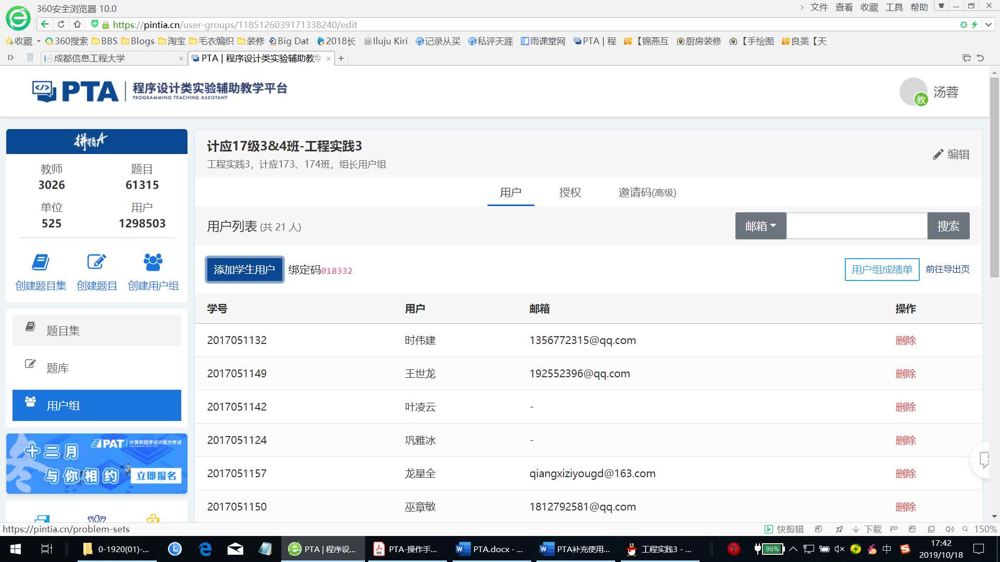 360安全浏览器 10.0
文件 查看 收藏 工具 帮助
https://pintia.cn/user-groups/1185126039171338240/edit
收藏 360搜索 BBS Blogs 淘宝 毛衣编织 装修 Big Dat 2018长 Iluju Kiri 记录从买 私评天涯 雨课堂网 PTA | 程 【锦燕互 厨房装修 【手绘图 良美【天
成都信息工程大学
PTA | 程序设计类实验辅助教学
PTA 程序设计类实验辅助教学平台
PROGRAMMING TEACHING ASSISTANT
教 汤蓉
拼题A
教师 题目
3026 61315
单位 用户
525 1298503
创建题目集 创建题目 创建用户组
题目集
题库
用户组
PAT 计算机程序设计能力考试
十二月
与你相约 立即报名
计应17级3&4班-工程实践3
工程实践3，计应173、174班，组长用户组
编辑
用户 授权 邀请码(高级)
用户列表 (共 21 人)
邮箱 搜索
添加学生用户 绑定码018332
用户组成绩单 前往导出页
学号 用户 邮箱 操作
2017051132 时伟建 1356772315@qq.com 删除
2017051149 王世龙 192552396@qq.com 删除
2017051142 叶凌云 - 删除
2017051124 巩雅冰 - 删除
2017051157 龙星全 qiangxiziyougd@163.com 删除
2017051150 巫章敏 1812792581@qq.com 删除
https://pintia.cn/problem-sets
快剪辑 下载 150%
0-1920(01)-... PTA | 程序设... PTA-操作手... PTA.docx - ... PTA补充使用... 工程实践3 - ...
96% 中
17:42
2019/10/18